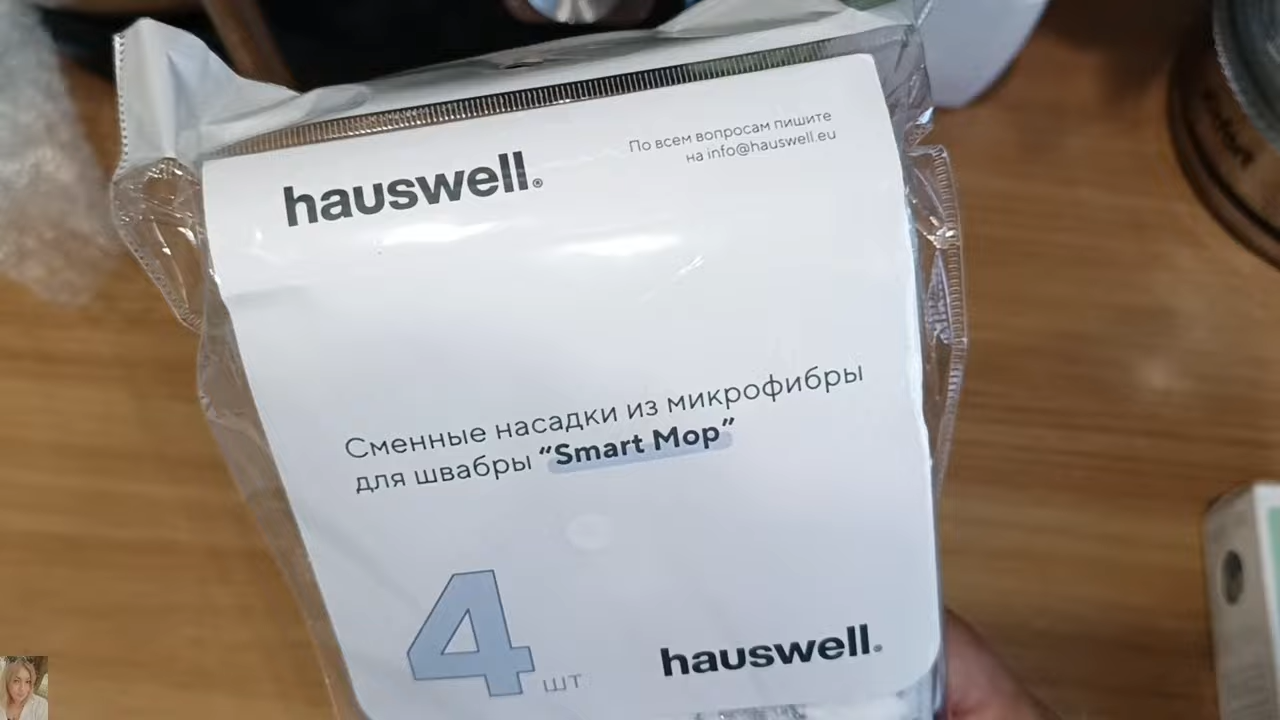 hauswell®
По всем вопросам пишите
на info@hauswell.eu
Сменные насадки из микрофибры
для швабры “Smart Mop”
4 шт
hauswell®